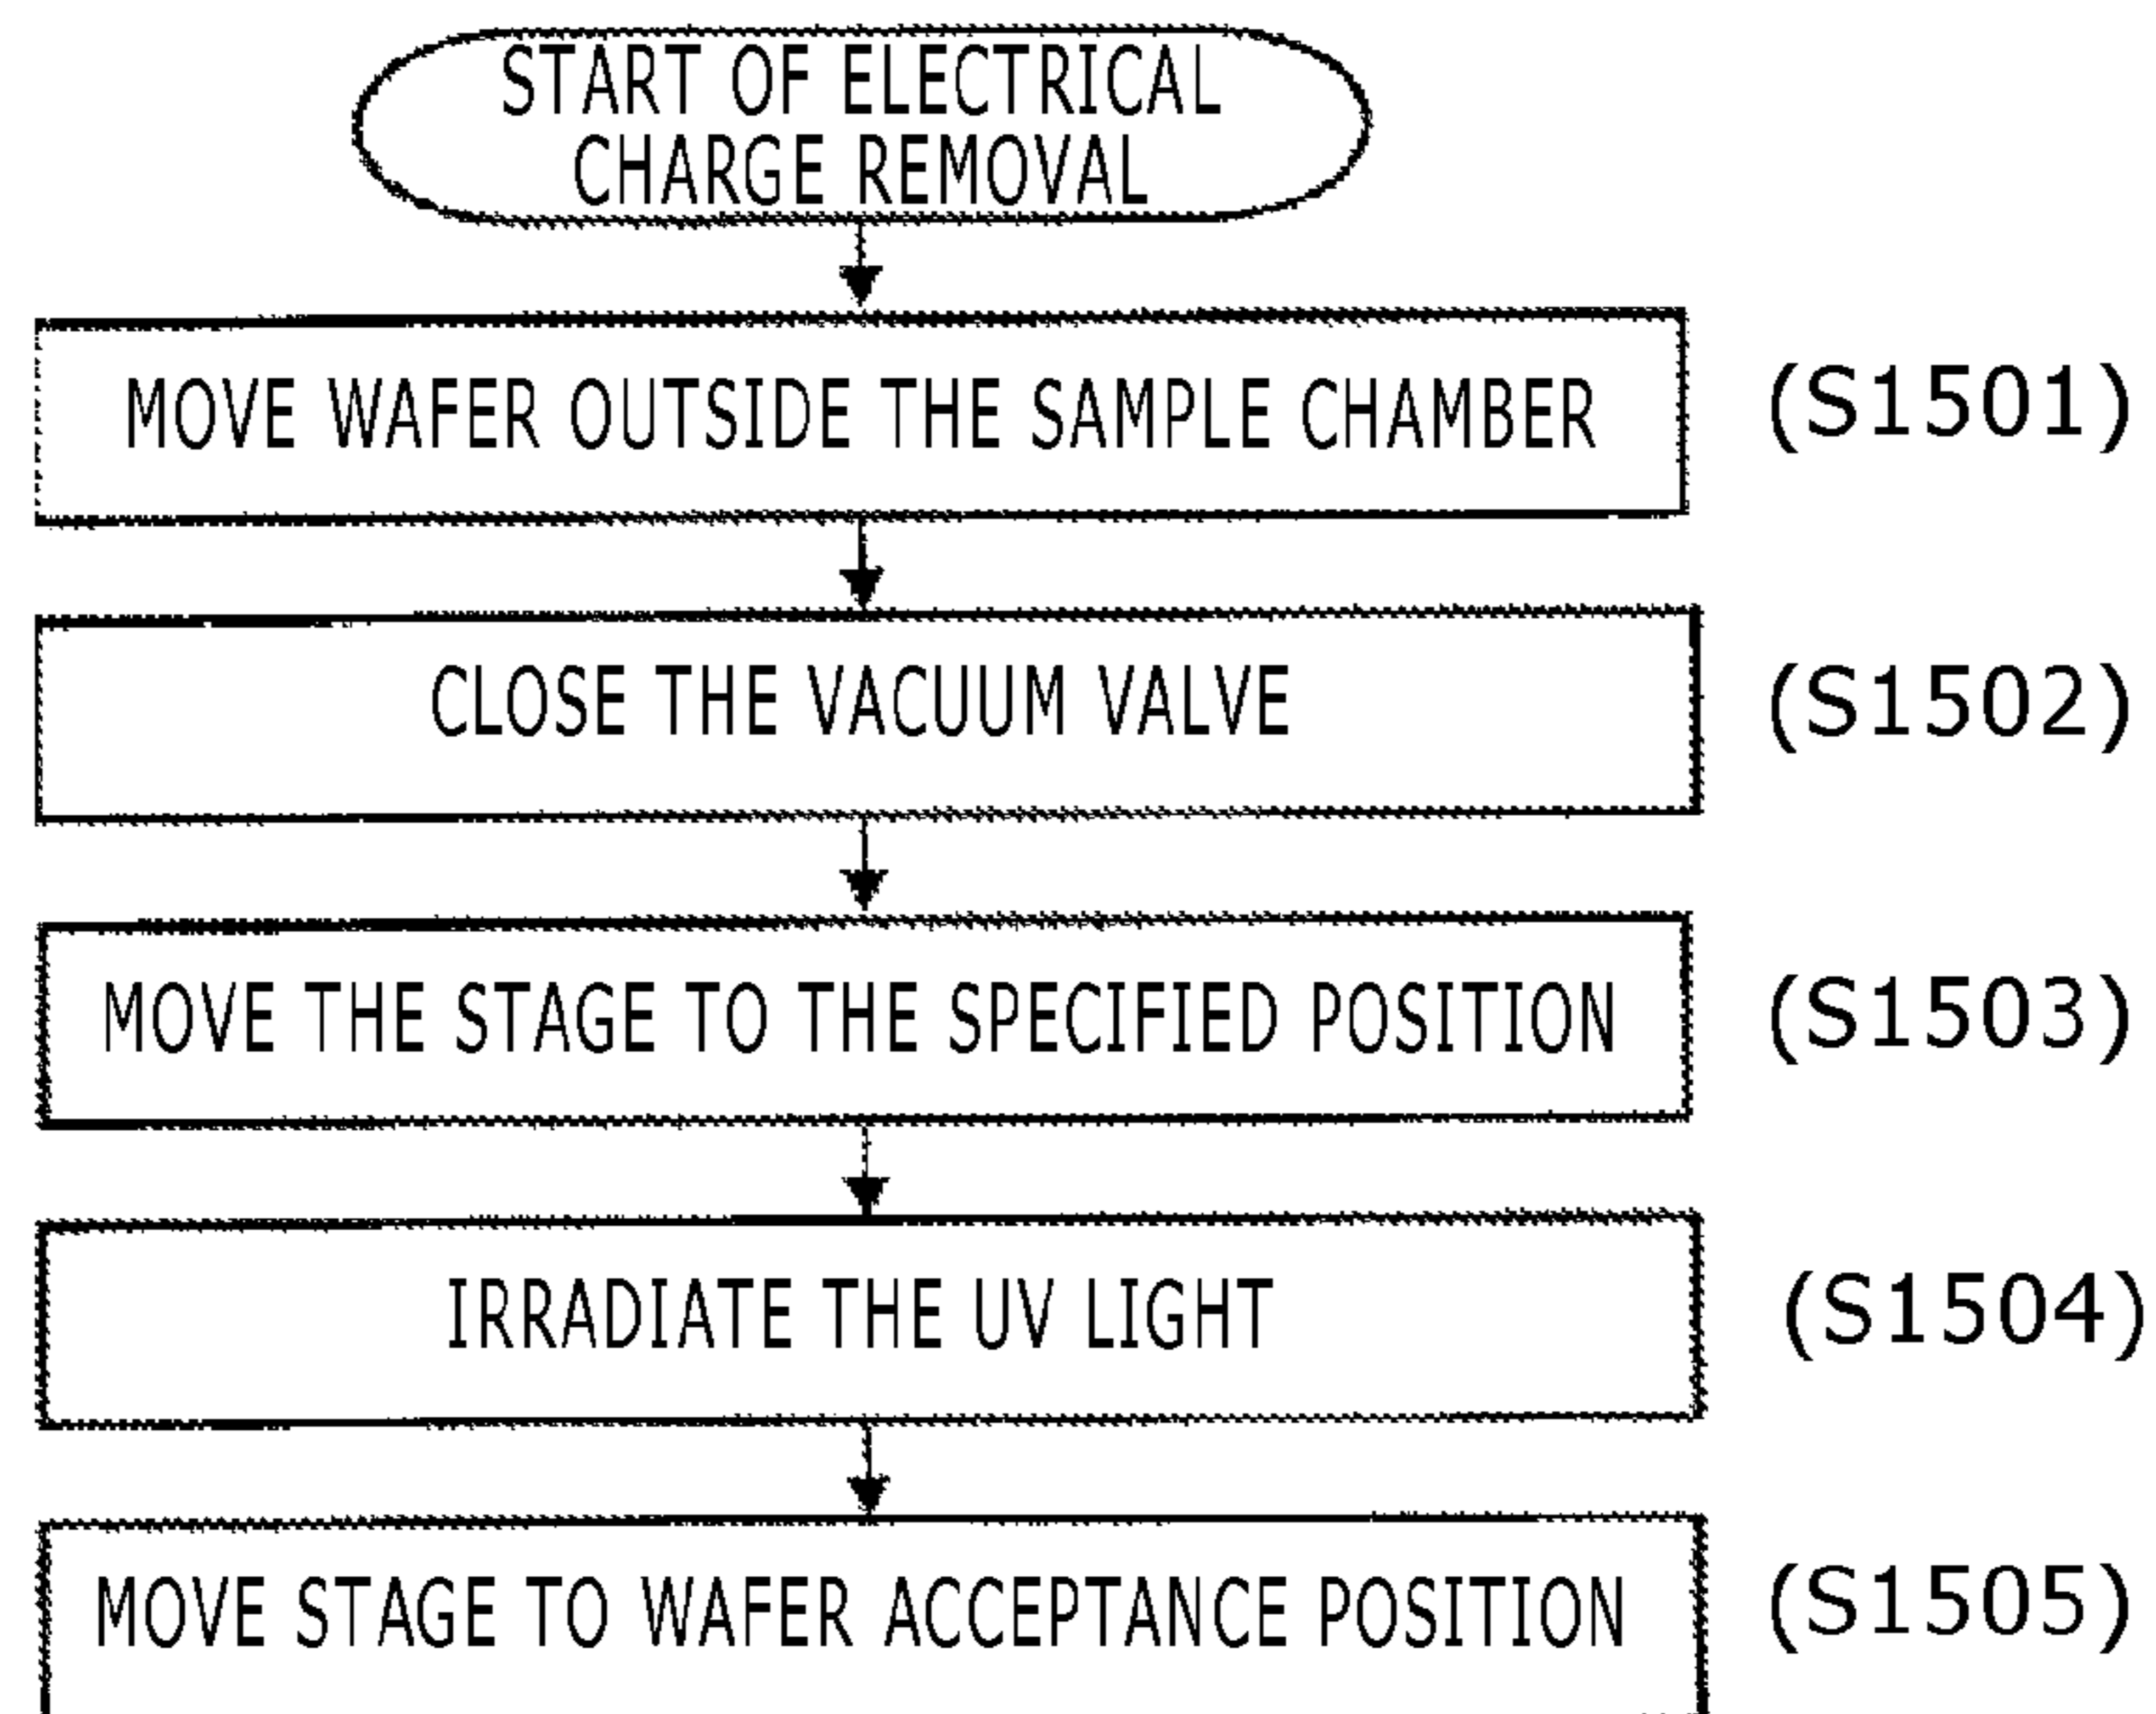 START OF ELECTRICAL
CHARGE REMOVAL
MOVE WAFER OUTSIDE THE SAMPLE CHAMBER
(S1501)
CLOSE THE VACUUM VALVE
(S1502)
MOVE THE STAGE TO THE SPECIFIED POSITION
(S1503)
IRRADIATE THE UV LIGHT
(S1504)
MOVE STAGE TO WAFER ACCEPTANCE POSITION
(S1505)